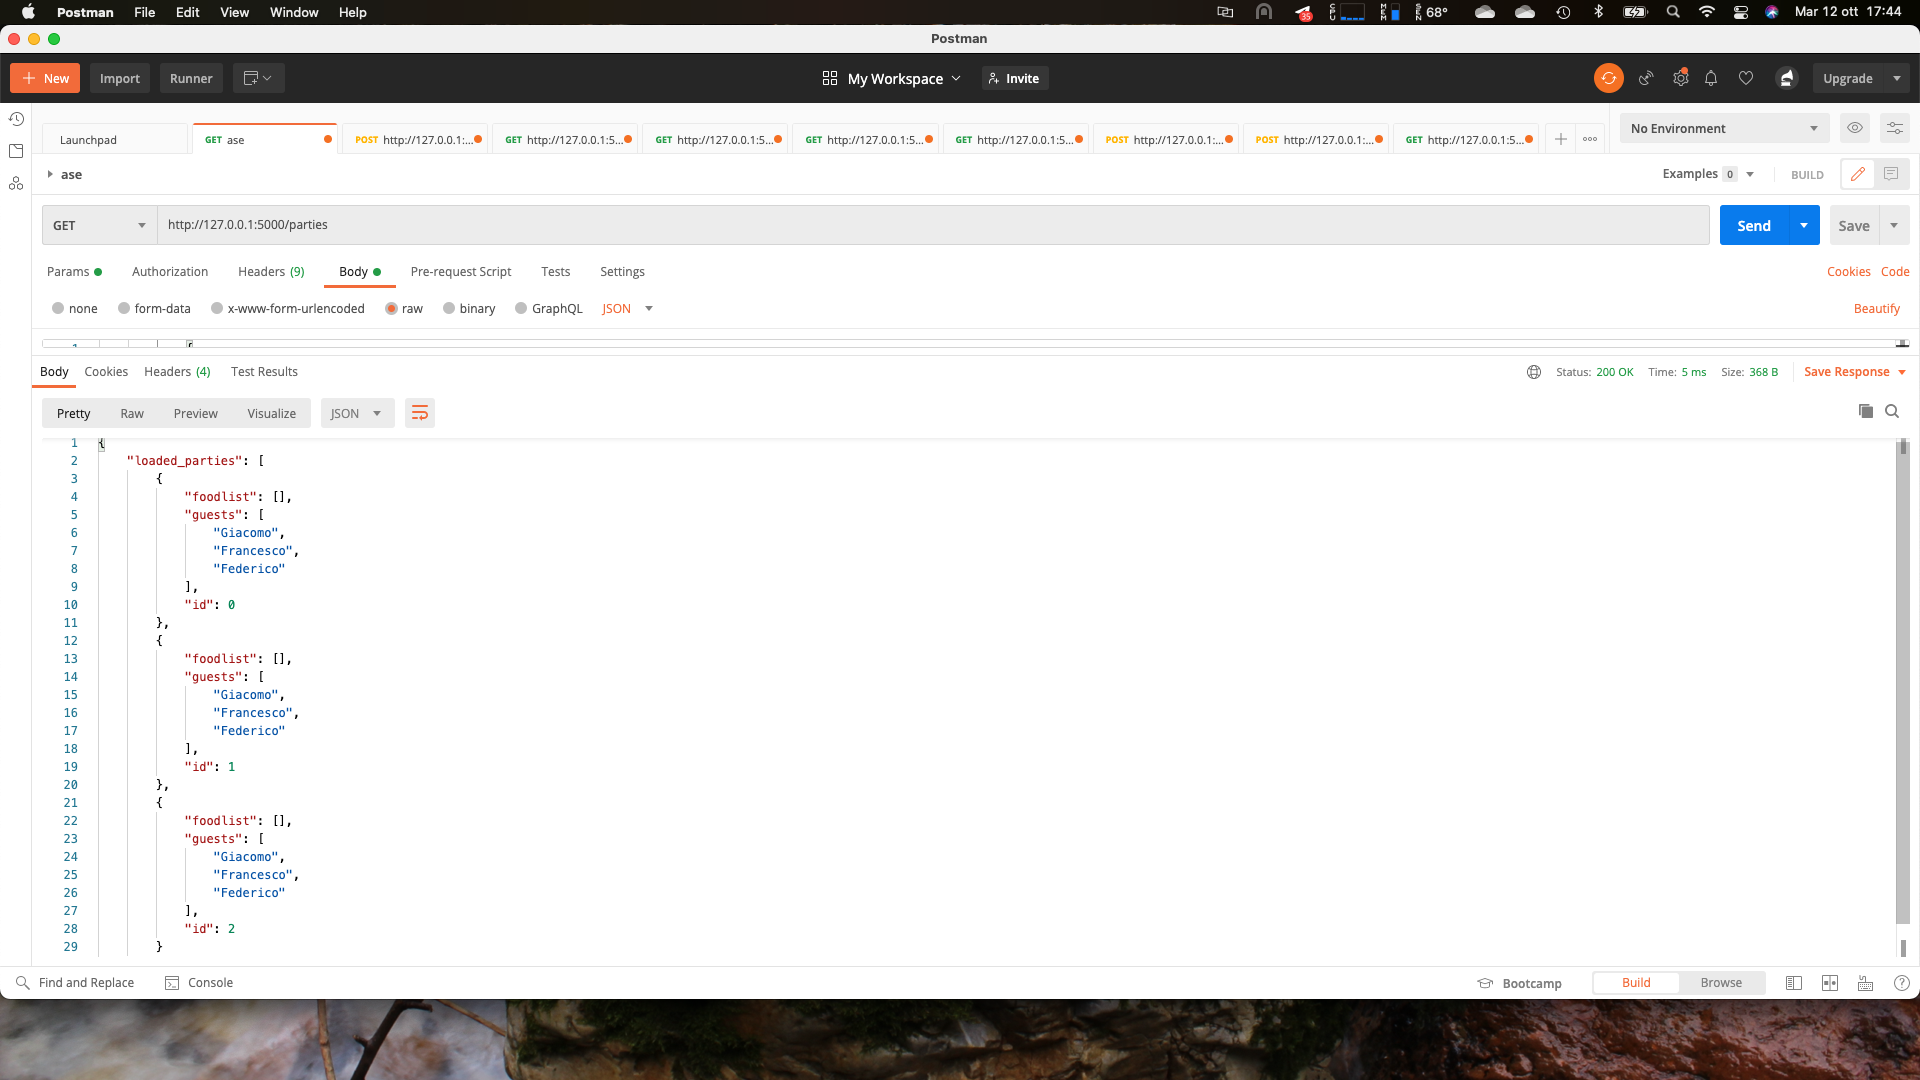 Postman File Edit View Window Help 35 CPU MEM SEN 68° Mar 12 ott 17:44
Postman
New Import Runner My Workspace Invite Upgrade
Launchpad GET ase POST http://127.0.0.1:... GET http://127.0.0.1:5... GET http://127.0.0.1:5... GET http://127.0.0.1:5... GET http://127.0.0.1:5... POST http://127.0.0.1:... POST http://127.0.0.1:... GET http://127.0.0.1:5... No Environment
ase Examples 0 BUILD
GET http://127.0.0.1:5000/parties Send Save
Params Authorization Headers (9) Body Pre-request Script Tests Settings Cookies Code
none form-data x-www-form-urlencoded raw binary GraphQL JSON Beautify
Body Cookies Headers (4) Test Results Status: 200 OK Time: 5 ms Size: 368 B Save Response
Pretty Raw Preview Visualize JSON
1 {
2 "loaded_parties": [
3 {
4 "foodlist": [],
5 "guests": [
6 "Giacomo",
7 "Francesco",
8 "Federico"
9 ],
10 "id": 0
11 },
12 {
13 "foodlist": [],
14 "guests": [
15 "Giacomo",
16 "Francesco",
17 "Federico"
18 ],
19 "id": 1
20 },
21 {
22 "foodlist": [],
23 "guests": [
24 "Giacomo",
25 "Francesco",
26 "Federico"
27 ],
28 "id": 2
29 }
Find and Replace Console Bootcamp Build Browse